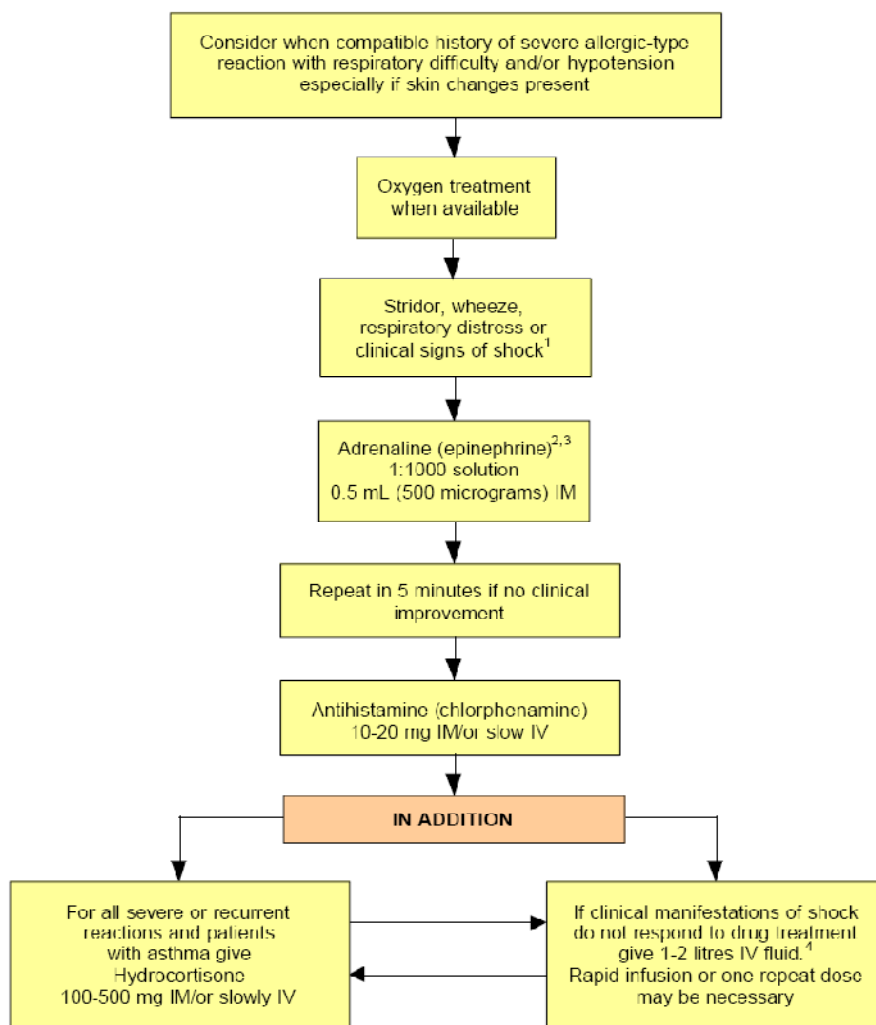 Consider when compatible history of severe allergic-type
reaction with respiratory difficulty and/or hypotension
especially if skin changes present
Oxygen treatment
when available
Stridor, wheeze,
respiratory distress or
clinical signs of shock1
Adrenaline (epinephrine)2,3
1:1000 solution
0.5 mL (500 micrograms) IM
Repeat in 5 minutes if no clinical
improvement
Antihistamine (chlorphenamine)
10-20 mg IM/or slow IV
IN ADDITION
For all severe or recurrent
reactions and patients
with asthma give
Hydrocortisone
100-500 mg IM/or slowly IV
If clinical manifestations of shock
do not respond to drug treatment
give 1-2 litres IV fluid.4
Rapid infusion or one repeat dose
may be necessary